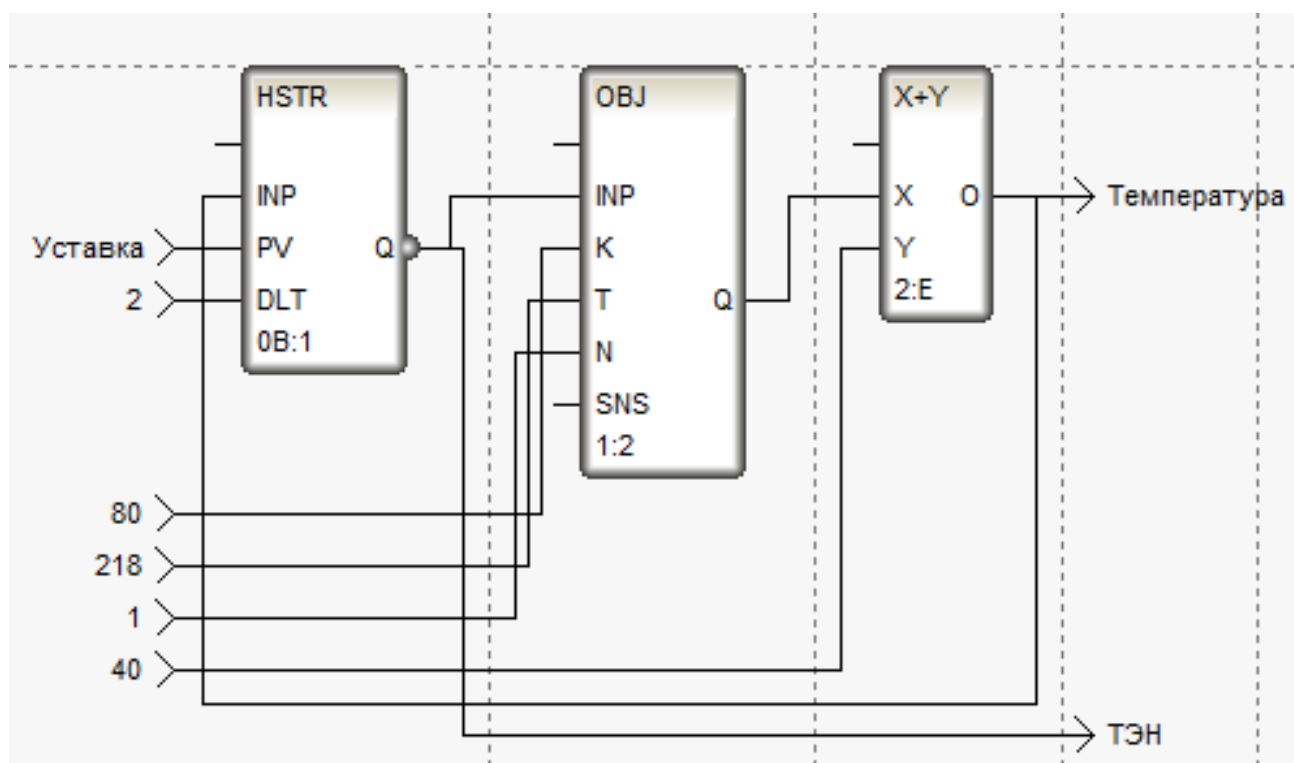 HSTR
INP
PV
Q
DLT
0B:1
OBJ
INP
K
T
Q
N
SNS
1:2
X+Y
X
O
Y
2:E
Уставка
2
80
218
1
40
Температура
ТЭН